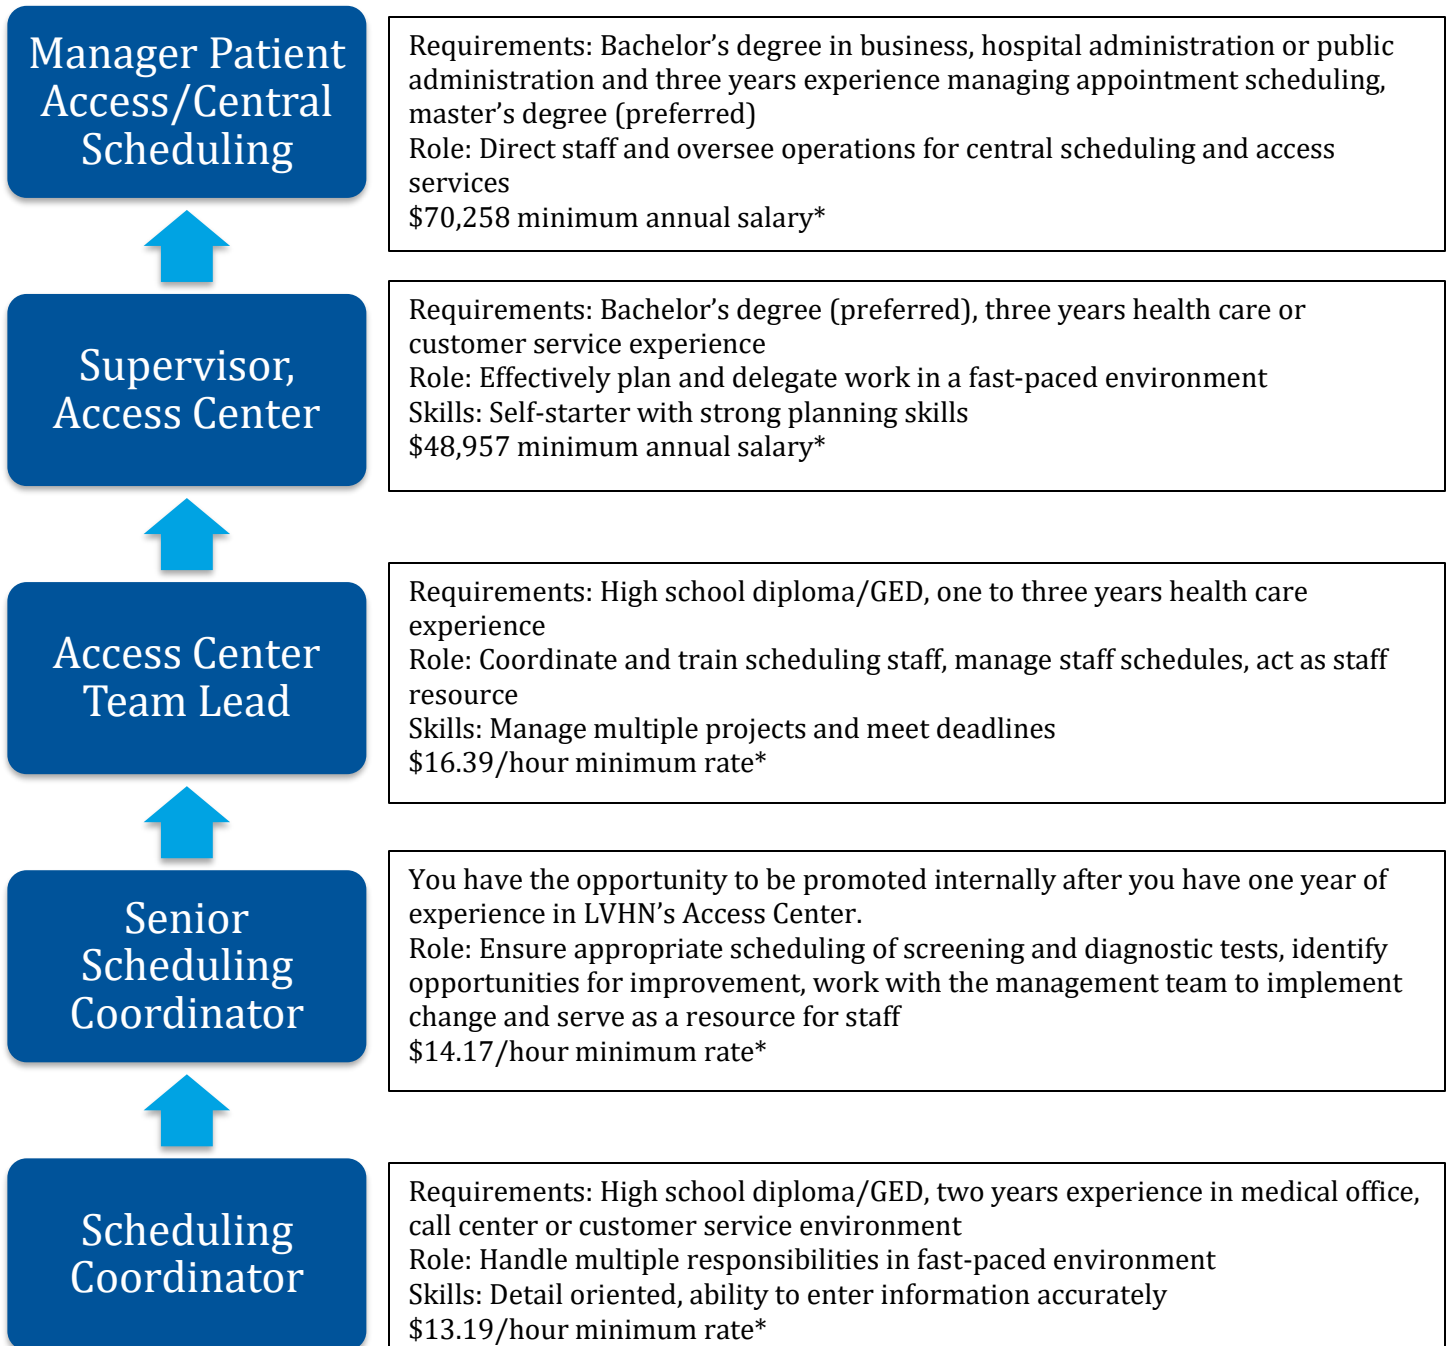 Manager Patient
Access/Central
Scheduling
Requirements: Bachelor’s degree in business, hospital administration or public
administration and three years experience managing appointment scheduling,
master’s degree (preferred)
Role: Direct staff and oversee operations for central scheduling and access
services
$70,258 minimum annual salary*
Supervisor,
Access Center
Requirements: Bachelor’s degree (preferred), three years health care or
customer service experience
Role: Effectively plan and delegate work in a fast-paced environment
Skills: Self-starter with strong planning skills
$48,957 minimum annual salary*
Access Center
Team Lead
Requirements: High school diploma/GED, one to three years health care
experience
Role: Coordinate and train scheduling staff, manage staff schedules, act as staff
resource
Skills: Manage multiple projects and meet deadlines
$16.39/hour minimum rate*
Senior
Scheduling
Coordinator
You have the opportunity to be promoted internally after you have one year of
experience in LVHN’s Access Center.
Role: Ensure appropriate scheduling of screening and diagnostic tests, identify
opportunities for improvement, work with the management team to implement
change and serve as a resource for staff
$14.17/hour minimum rate*
Scheduling
Coordinator
Requirements: High school diploma/GED, two years experience in medical office,
call center or customer service environment
Role: Handle multiple responsibilities in fast-paced environment
Skills: Detail oriented, ability to enter information accurately
$13.19/hour minimum rate*